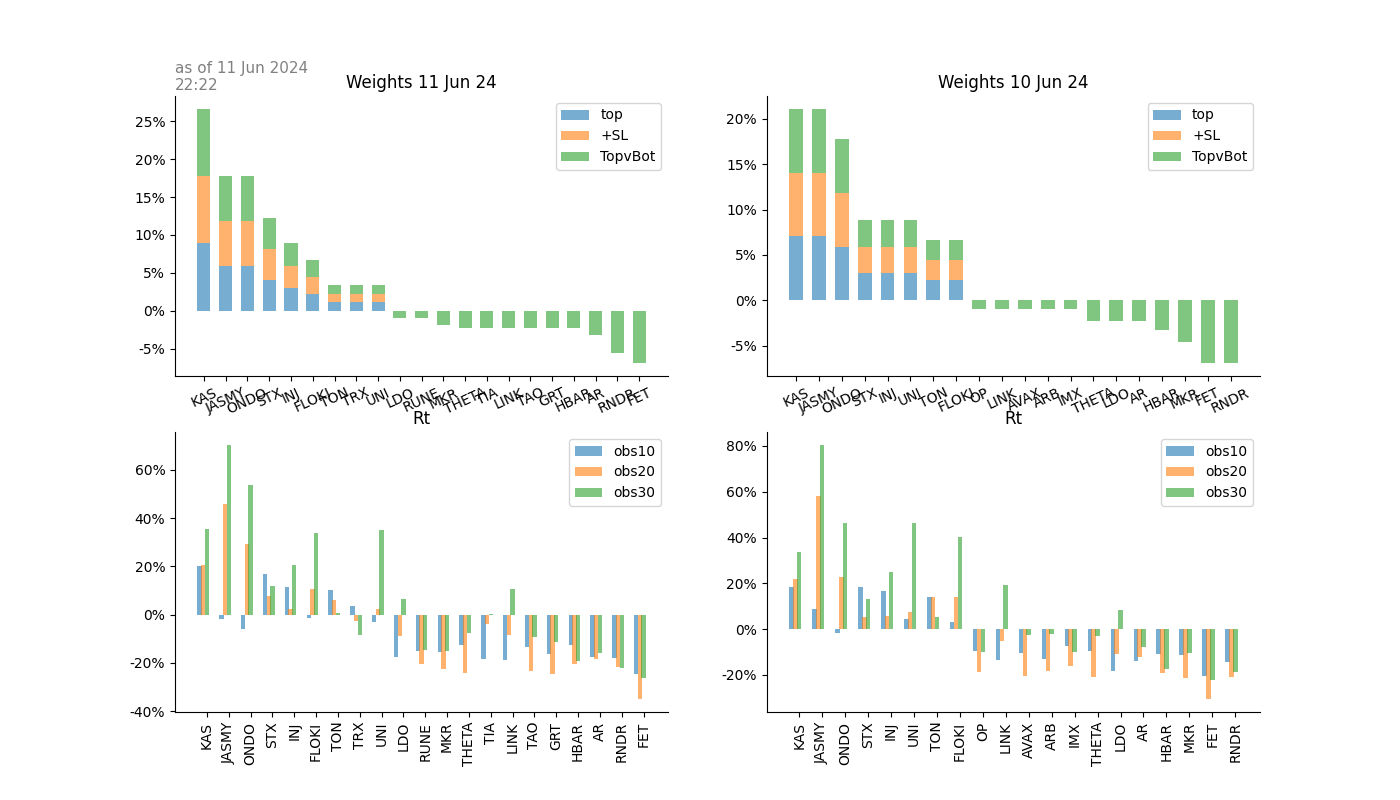 as of 11 Jun 2024
22:22
Weights 11 Jun 24
25%
20%
15%
10%
5%
0%
-5%
top
+SL
TopvBot
KAS JASMY ONDO STX INJ FLOKI TON TRX UNI LDO RUNE MKR THETA TIA LINK TAO GRT HBAR AR RNDR FET
Weights 10 Jun 24
20%
15%
10%
5%
0%
-5%
top
+SL
TopvBot
KAS JASMY ONDO STX INJ UNI TON FLOKI OP LINK AVAX ARB IMX THETA LDO AR HBAR MKR FET RNDR
Rt
60%
40%
20%
0%
-20%
-40%
obs10
obs20
obs30
KAS JASMY ONDO STX INJ FLOKI TON TRX UNI LDO RUNE MKR THETA TIA LINK TAO GRT HBAR AR RNDR FET
Rt
80%
60%
40%
20%
0%
-20%
obs10
obs20
obs30
KAS JASMY ONDO STX INJ UNI TON FLOKI OP LINK AVAX ARB IMX THETA LDO AR HBAR MKR FET RNDR